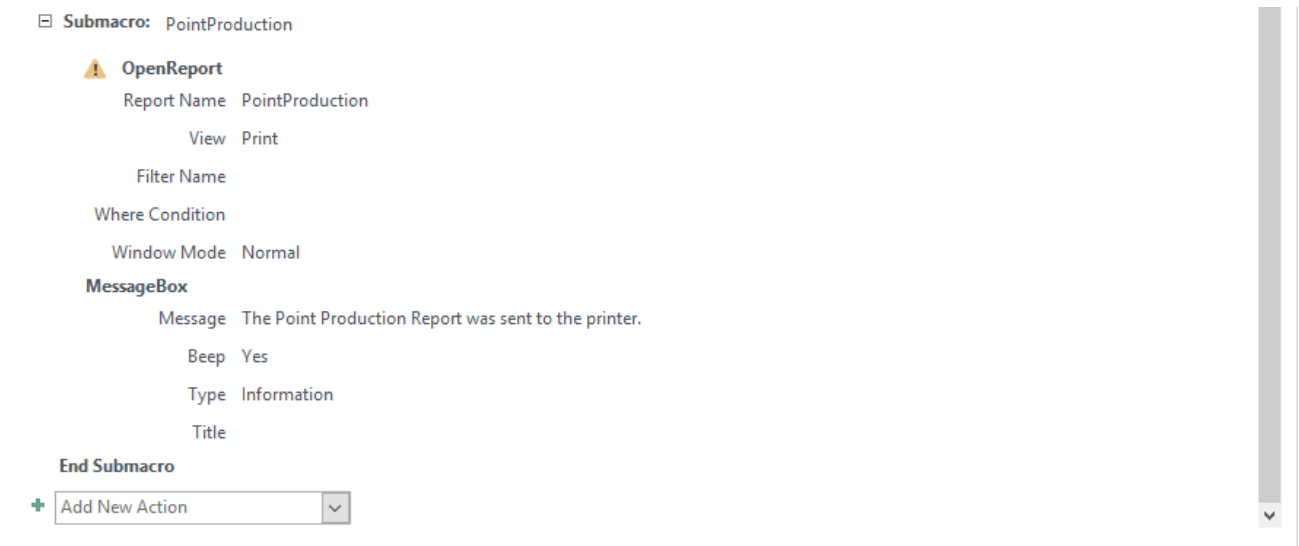 Submacro: PointProduction
OpenReport
Report Name PointProduction
View Print
Filter Name
Where Condition
Window Mode Normal
MessageBox
Message The Point Production Report was sent to the printer.
Beep Yes
Type Information
Title
End Submacro
Add New Action